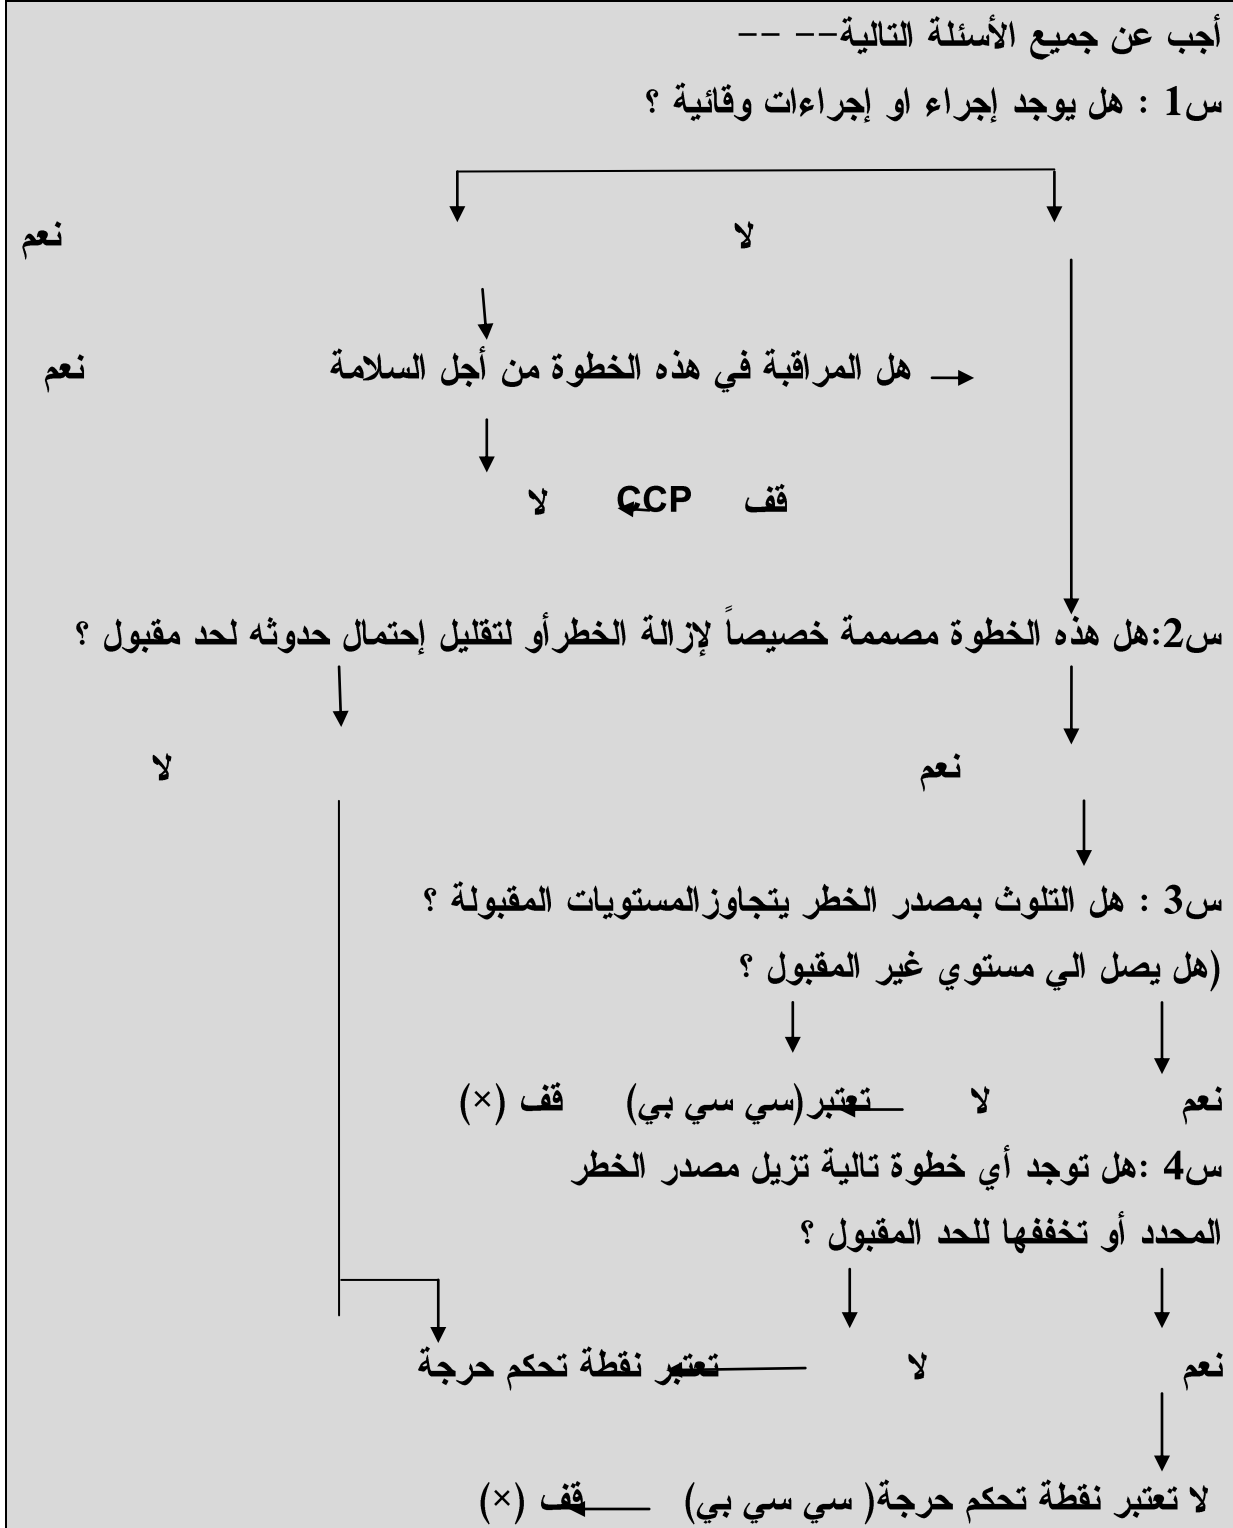 أجب عن جميع الأسئلة التالية-- --
س1 : هل يوجد إجراء او إجراءات وقائية ؟
لا نعم
هل المراقبة في هذه الخطوة من أجل السلامة نعم
قف CCP لا
س2:هل هذه الخطوة مصممة خصيصاً لإزالة الخطرأو لتقليل إحتمال حدوثه لحد مقبول ؟
نعم لا
س3 : هل التلوث بمصدر الخطر يتجاوزالمستويات المقبولة ؟
(هل يصل الي مستوي غير المقبول ؟
نعم لا تعتبر(سي سي بي) قف (×)
س4 :هل توجد أي خطوة تالية تزيل مصدر الخطر
المحدد أو تخففها للحد المقبول ؟
نعم لا تعتبر نقطة تحكم حرجة
لا تعتبر نقطة تحكم حرجة( سي سي بي) قف (×)